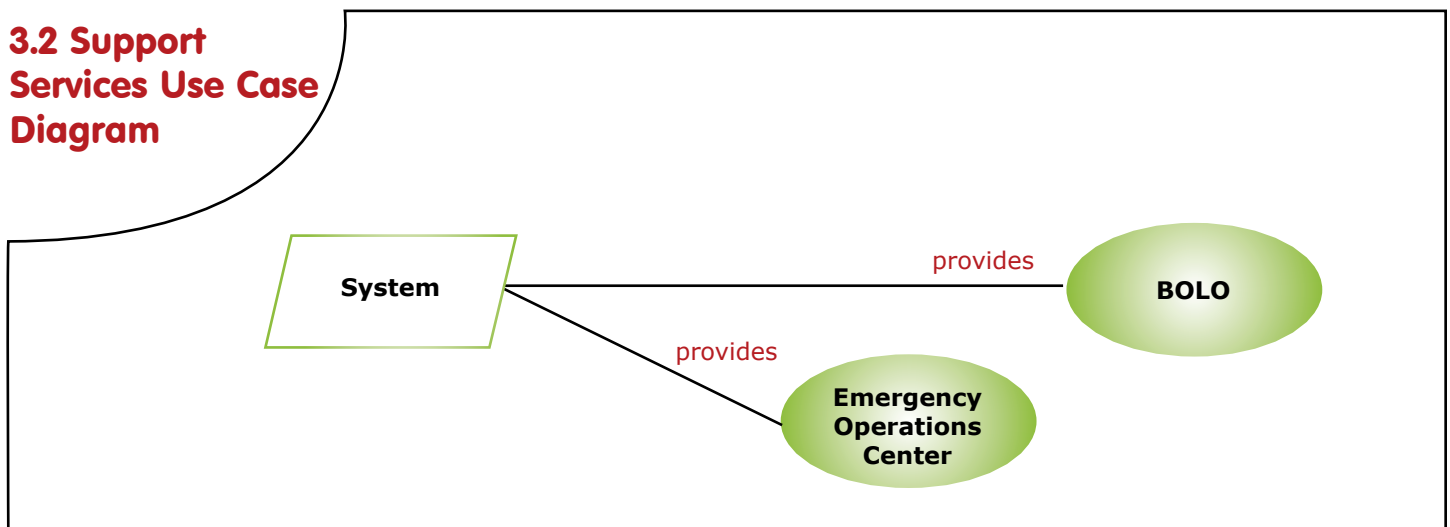 3.2 Support
Services Use Case
Diagram
System
provides
BOLO
provides
Emergency
Operations
Center